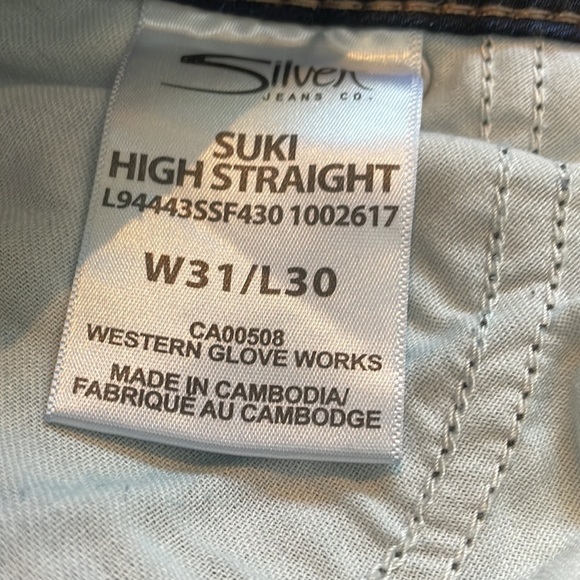 Silver
JEANS CO.
SUKI
HIGH STRAIGHT
L94443SSF430 1002617
W31/L30
CA00508
WESTERN GLOVE WORKS
MADE IN CAMBODIA/
FABRIQUE AU CAMBODGE